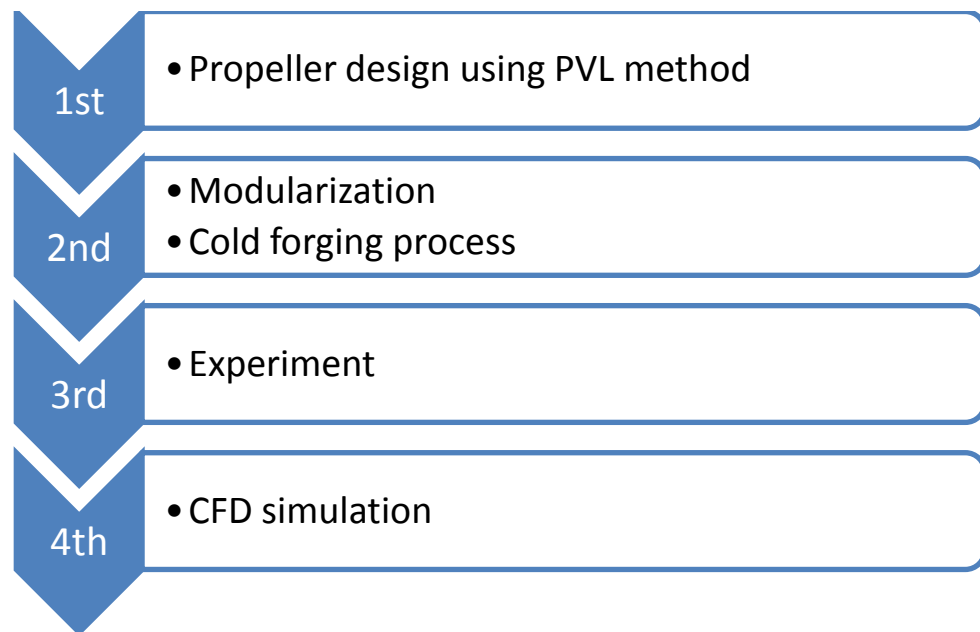 1st
• Propeller design using PVL method
2nd
• Modularization
• Cold forging process
3rd
• Experiment
4th
• CFD simulation